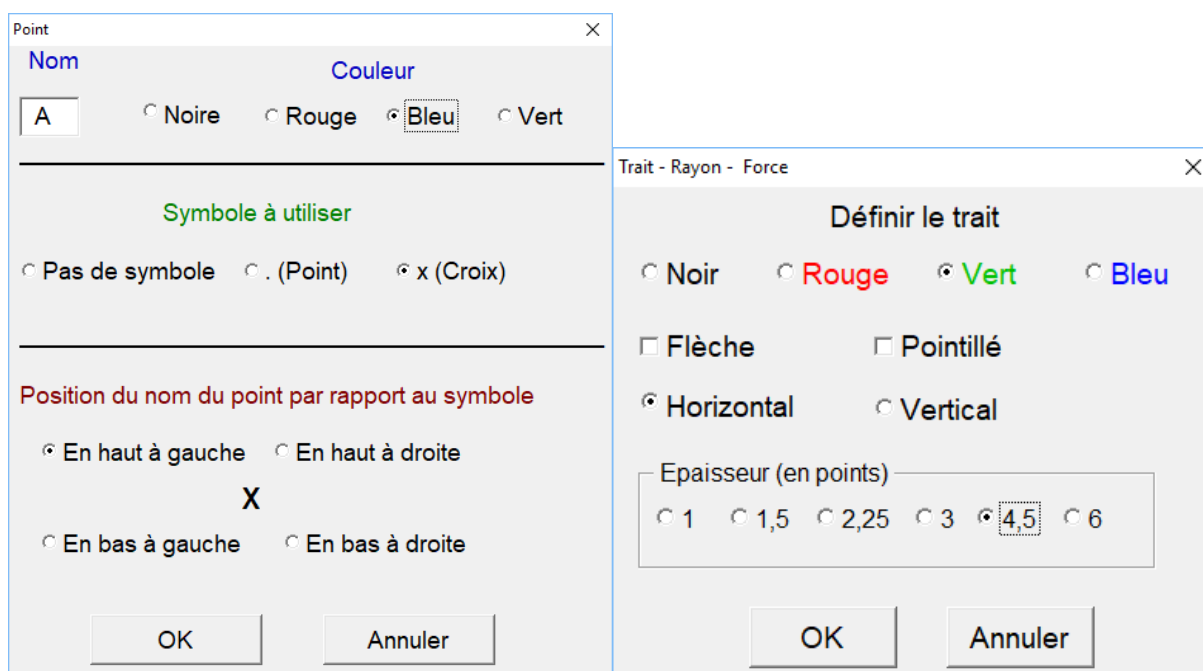 Point
Nom
Couleur
A Noire Rouge Bleu Vert
Symbole à utiliser
Pas de symbole . (Point) x (Croix)
Position du nom du point par rapport au symbole
En haut à gauche En haut à droite
X
En bas à gauche En bas à droite
OK Annuler
Trait - Rayon - Force
Définir le trait
Noir Rouge Vert Bleu
Flèche Pointillé
Horizontal Vertical
Epaisseur (en points)
1 1,5 2,25 3 4,5 6
OK Annuler